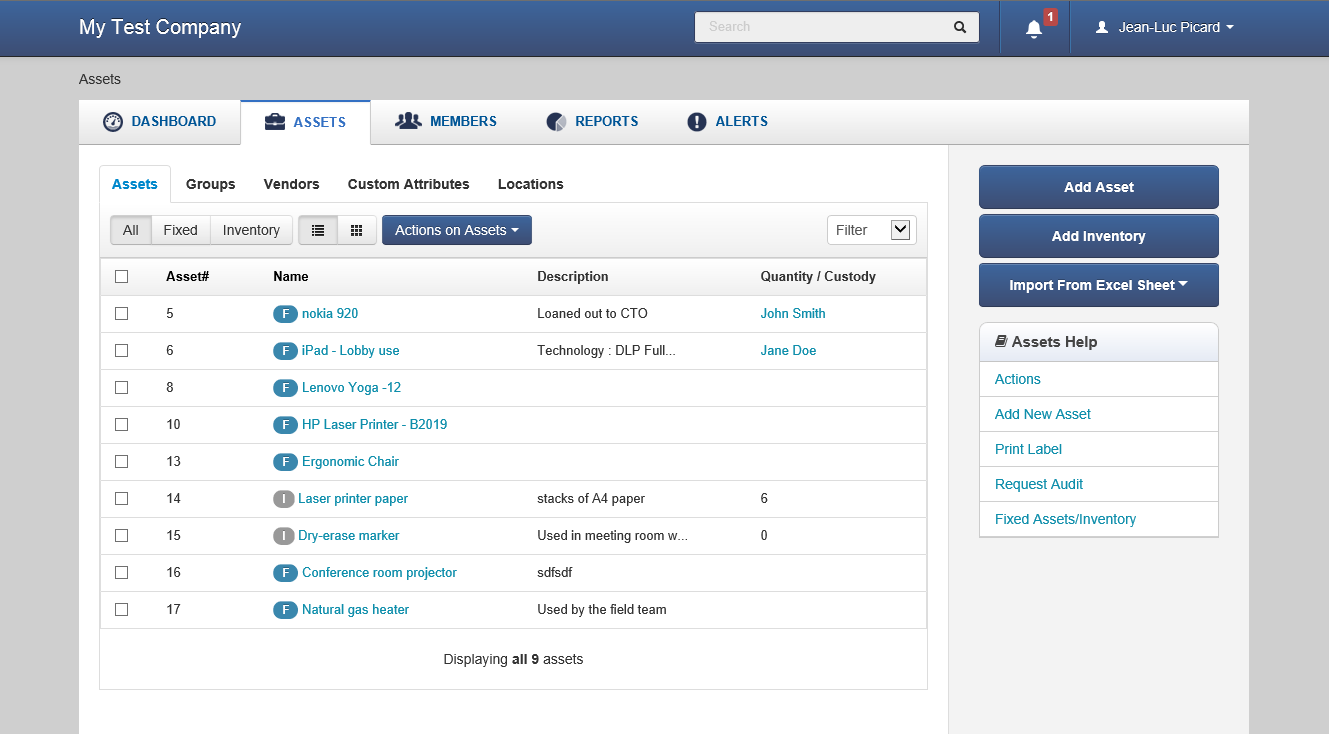 My Test Company
Search
1
Jean-Luc Picard
Assets
DASHBOARD ASSETS MEMBERS REPORTS ALERTS
Assets Groups Vendors Custom Attributes Locations
All Fixed Inventory Actions on Assets Filter
Asset# Name Description Quantity / Custody
5 F nokia 920 Loaned out to CTO John Smith
6 F iPad - Lobby use Technology : DLP Full... Jane Doe
8 F Lenovo Yoga -12
10 F HP Laser Printer - B2019
13 F Ergonomic Chair
14 I Laser printer paper stacks of A4 paper 6
15 I Dry-erase marker Used in meeting room w... 0
16 F Conference room projector sdfsdf
17 F Natural gas heater Used by the field team
Displaying all 9 assets
Add Asset
Add Inventory
Import From Excel Sheet
Assets Help
Actions
Add New Asset
Print Label
Request Audit
Fixed Assets/Inventory